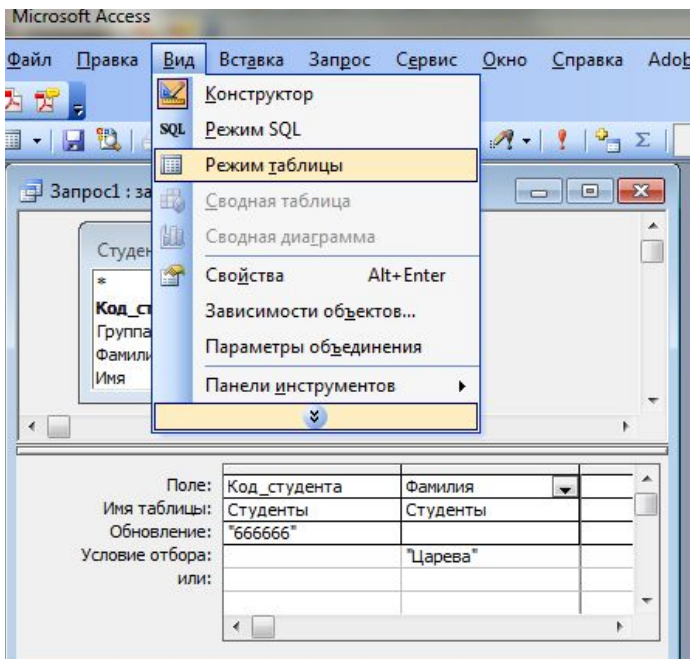 Microsoft Access
Файл Правка Вид Вставка Запрос Сервис Окно Справка Adob
Конструктор
SQL Режим SQL
Режим таблицы
Запрос1 : за
Сводная таблица
Сводная диаграмма
Студен
Свойства Alt+Enter
*
Код_ст
Зависимости объектов...
Группа
Фамили
Параметры объединения
Имя
Панели инструментов
Поле: Код_студента Фамилия
Имя таблицы: Студенты Студенты
Обновление: "666666"
Условие отбора: "Царева"
или: